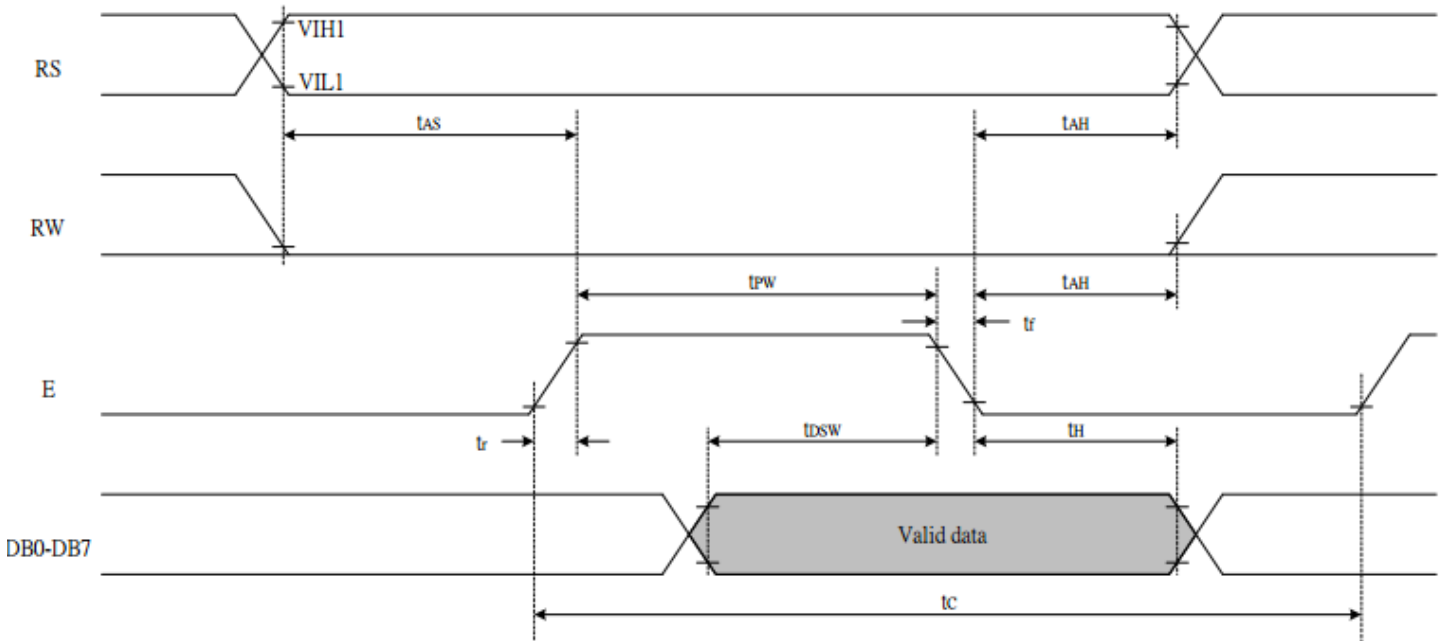 VIH1
RS
VIL1
tAS
tAH
RW
tPW
tAH
tf
E
tr
tDSW
tH
DB0-DB7
Valid data
tC